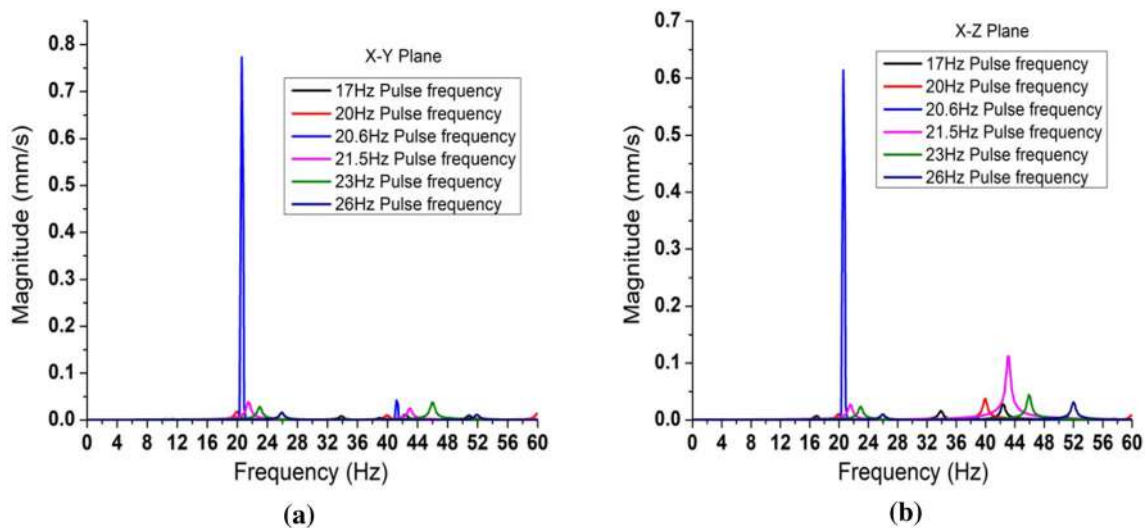 X-Y Plane
17Hz Pulse frequency
20Hz Pulse frequency
20.6Hz Pulse frequency
21.5Hz Pulse frequency
23Hz Pulse frequency
26Hz Pulse frequency
Magnitude (mm/s)
0.8
0.7
0.6
0.5
0.4
0.3
0.2
0.1
0.0
0 4 8 12 16 20 24 28 32 36 40 44 48 52 56 60
Frequency (Hz)
(a)
X-Z Plane
17Hz Pulse frequency
20Hz Pulse frequency
20.6Hz Pulse frequency
21.5Hz Pulse frequency
23Hz Pulse frequency
26Hz Pulse frequency
Magnitude (mm/s)
0.7
0.6
0.5
0.4
0.3
0.2
0.1
0.0
0 4 8 12 16 20 24 28 32 36 40 44 48 52 56 60
Frequency (Hz)
(b)